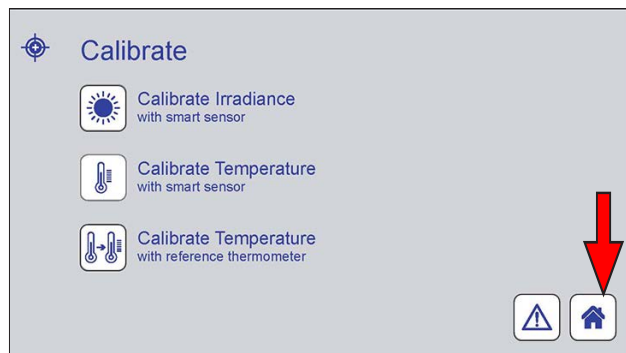 Calibrate
Calibrate Irradiance
with smart sensor
Calibrate Temperature
with smart sensor
Calibrate Temperature
with reference thermometer